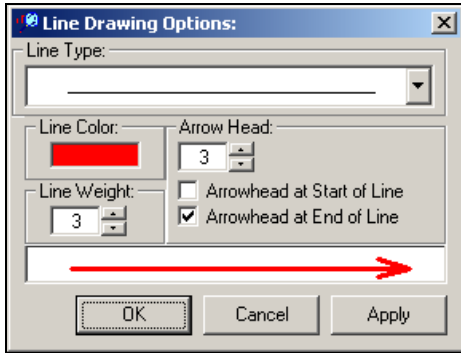 Line Drawing Options:
Line Type:
Line Color:
Arrow Head:
3
Line Weight:
3
Arrowhead at Start of Line
Arrowhead at End of Line
OK
Cancel
Apply